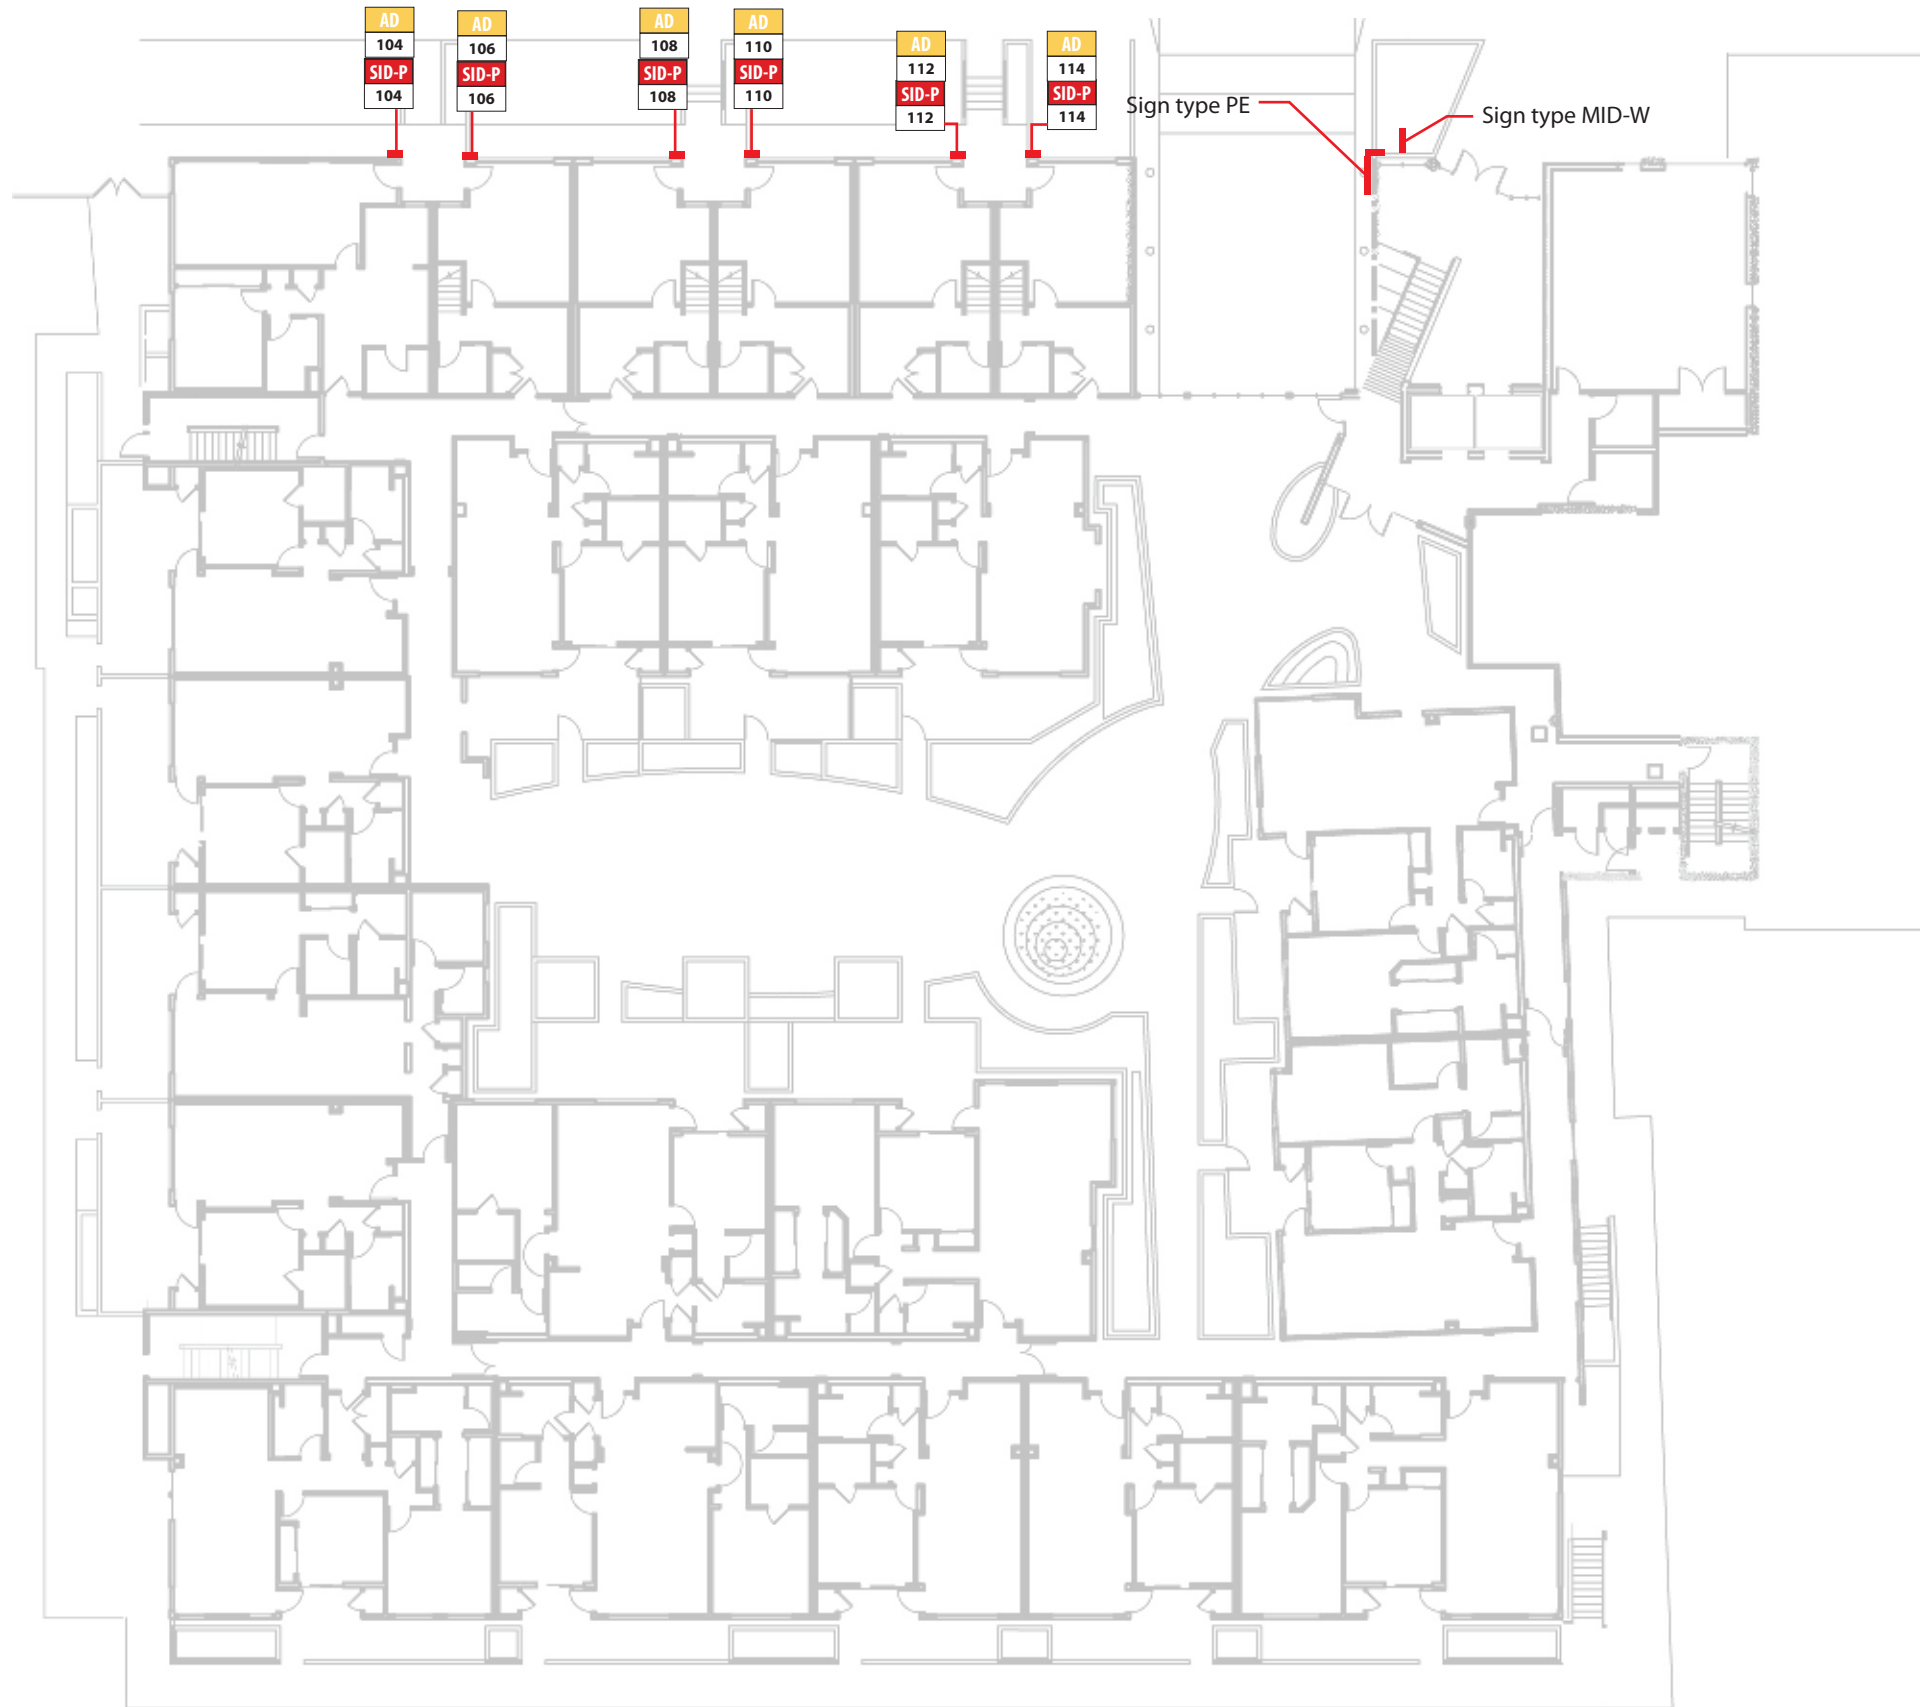 AD
104
SID-P
104
AD
106
SID-P
106
AD
108
SID-P
108
AD
110
SID-P
110
AD
112
SID-P
112
AD
114
SID-P
114
Sign type PE
Sign type MID-W